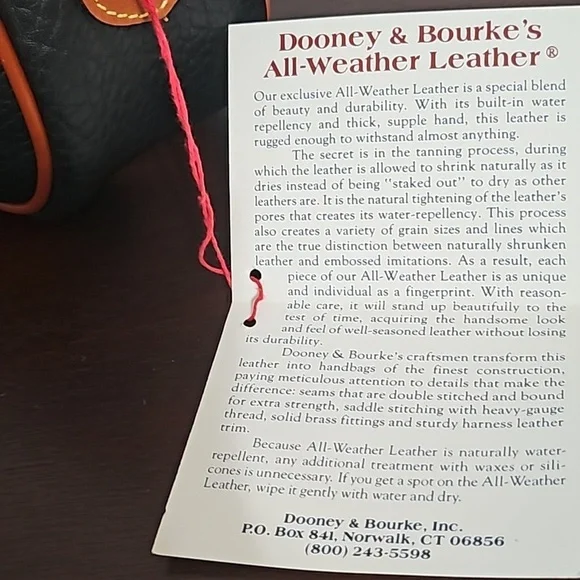 Dooney & Bourke's
All-Weather Leather®
Our exclusive All-Weather Leather is a special blend
of beauty and durability. With its built-in water
repellency and thick, supple hand, this leather is
rugged enough to withstand almost anything.
The secret is in the tanning process, during
which the leather is allowed to shrink naturally as it
dries instead of being "staked out" to dry as other
leathers are. It is the natural tightening of the leather's
pores that creates its water-repellency. This process
also creates a variety of grain sizes and lines which
are the true distinction between naturally shrunken
leather and embossed imitations. As a result, each
piece of our All-Weather Leather is as unique
and individual as a fingerprint. With reason-
able care, it will stand up beautifully to the
test of time, acquiring the handsome look
and feel of well-seasoned leather without losing
its durability.
Dooney & Bourke's craftsmen transform this
leather into handbags of the finest construction,
paying meticulous attention to details that make the
difference: seams that are double stitched and bound
for extra strength, saddle stitching with heavy-gauge
thread, solid brass fittings and sturdy harness leather
trim.
Because All-Weather Leather is naturally water-
repellent, any additional treatment with waxes or sili-
cones is unnecessary. If you get a spot on the All-Weather
Leather, wipe it gently with water and dry.
Dooney & Bourke, Inc.
P.O. Box 841, Norwalk, CT 06856
(800) 243-5598